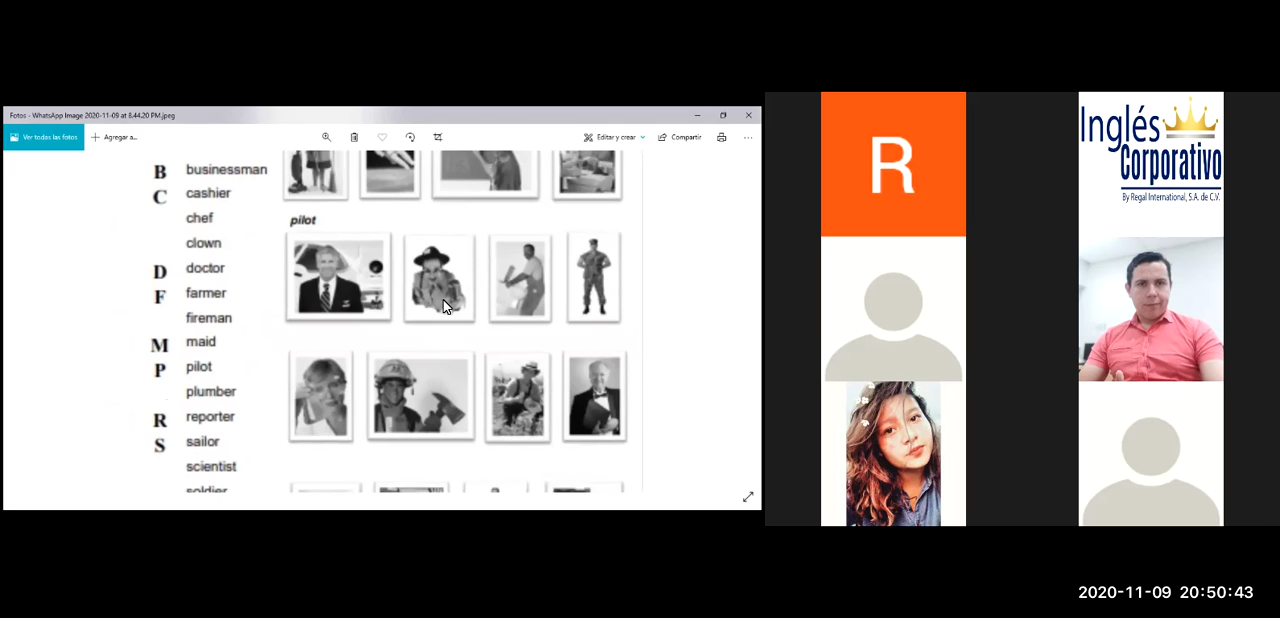 Fotos - WhatsApp Image 2020-11-09 at 8.44.20 PM.jpeg
Ver todas las fotos
Agregar a...
Editar y crear
Compartir
B businessman
C cashier
chef
clown
D doctor
F farmer
fireman
M maid
P pilot
plumber
R reporter
S sailor
scientist
soldier
pilot
R
Inglés
Corporativo
By Regal International, S.A. de C.V.
2020-11-09 20:50:43